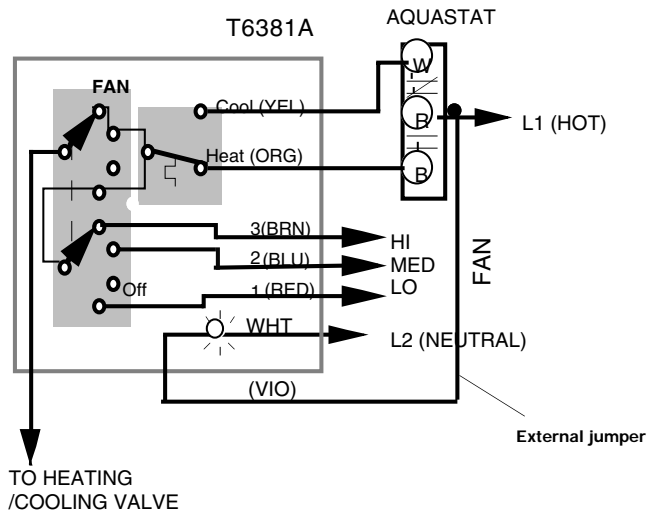 AQUASTAT
T6381A
FAN
W
Cool (YEL)
R
L1 (HOT)
Heat (ORG)
B
3(BRN)
HI
2(BLU)
MED
FAN
Off
1(RED)
LO
WHT
L2 (NEUTRAL)
(VIO)
External jumper
TO HEATING
/COOLING VALVE